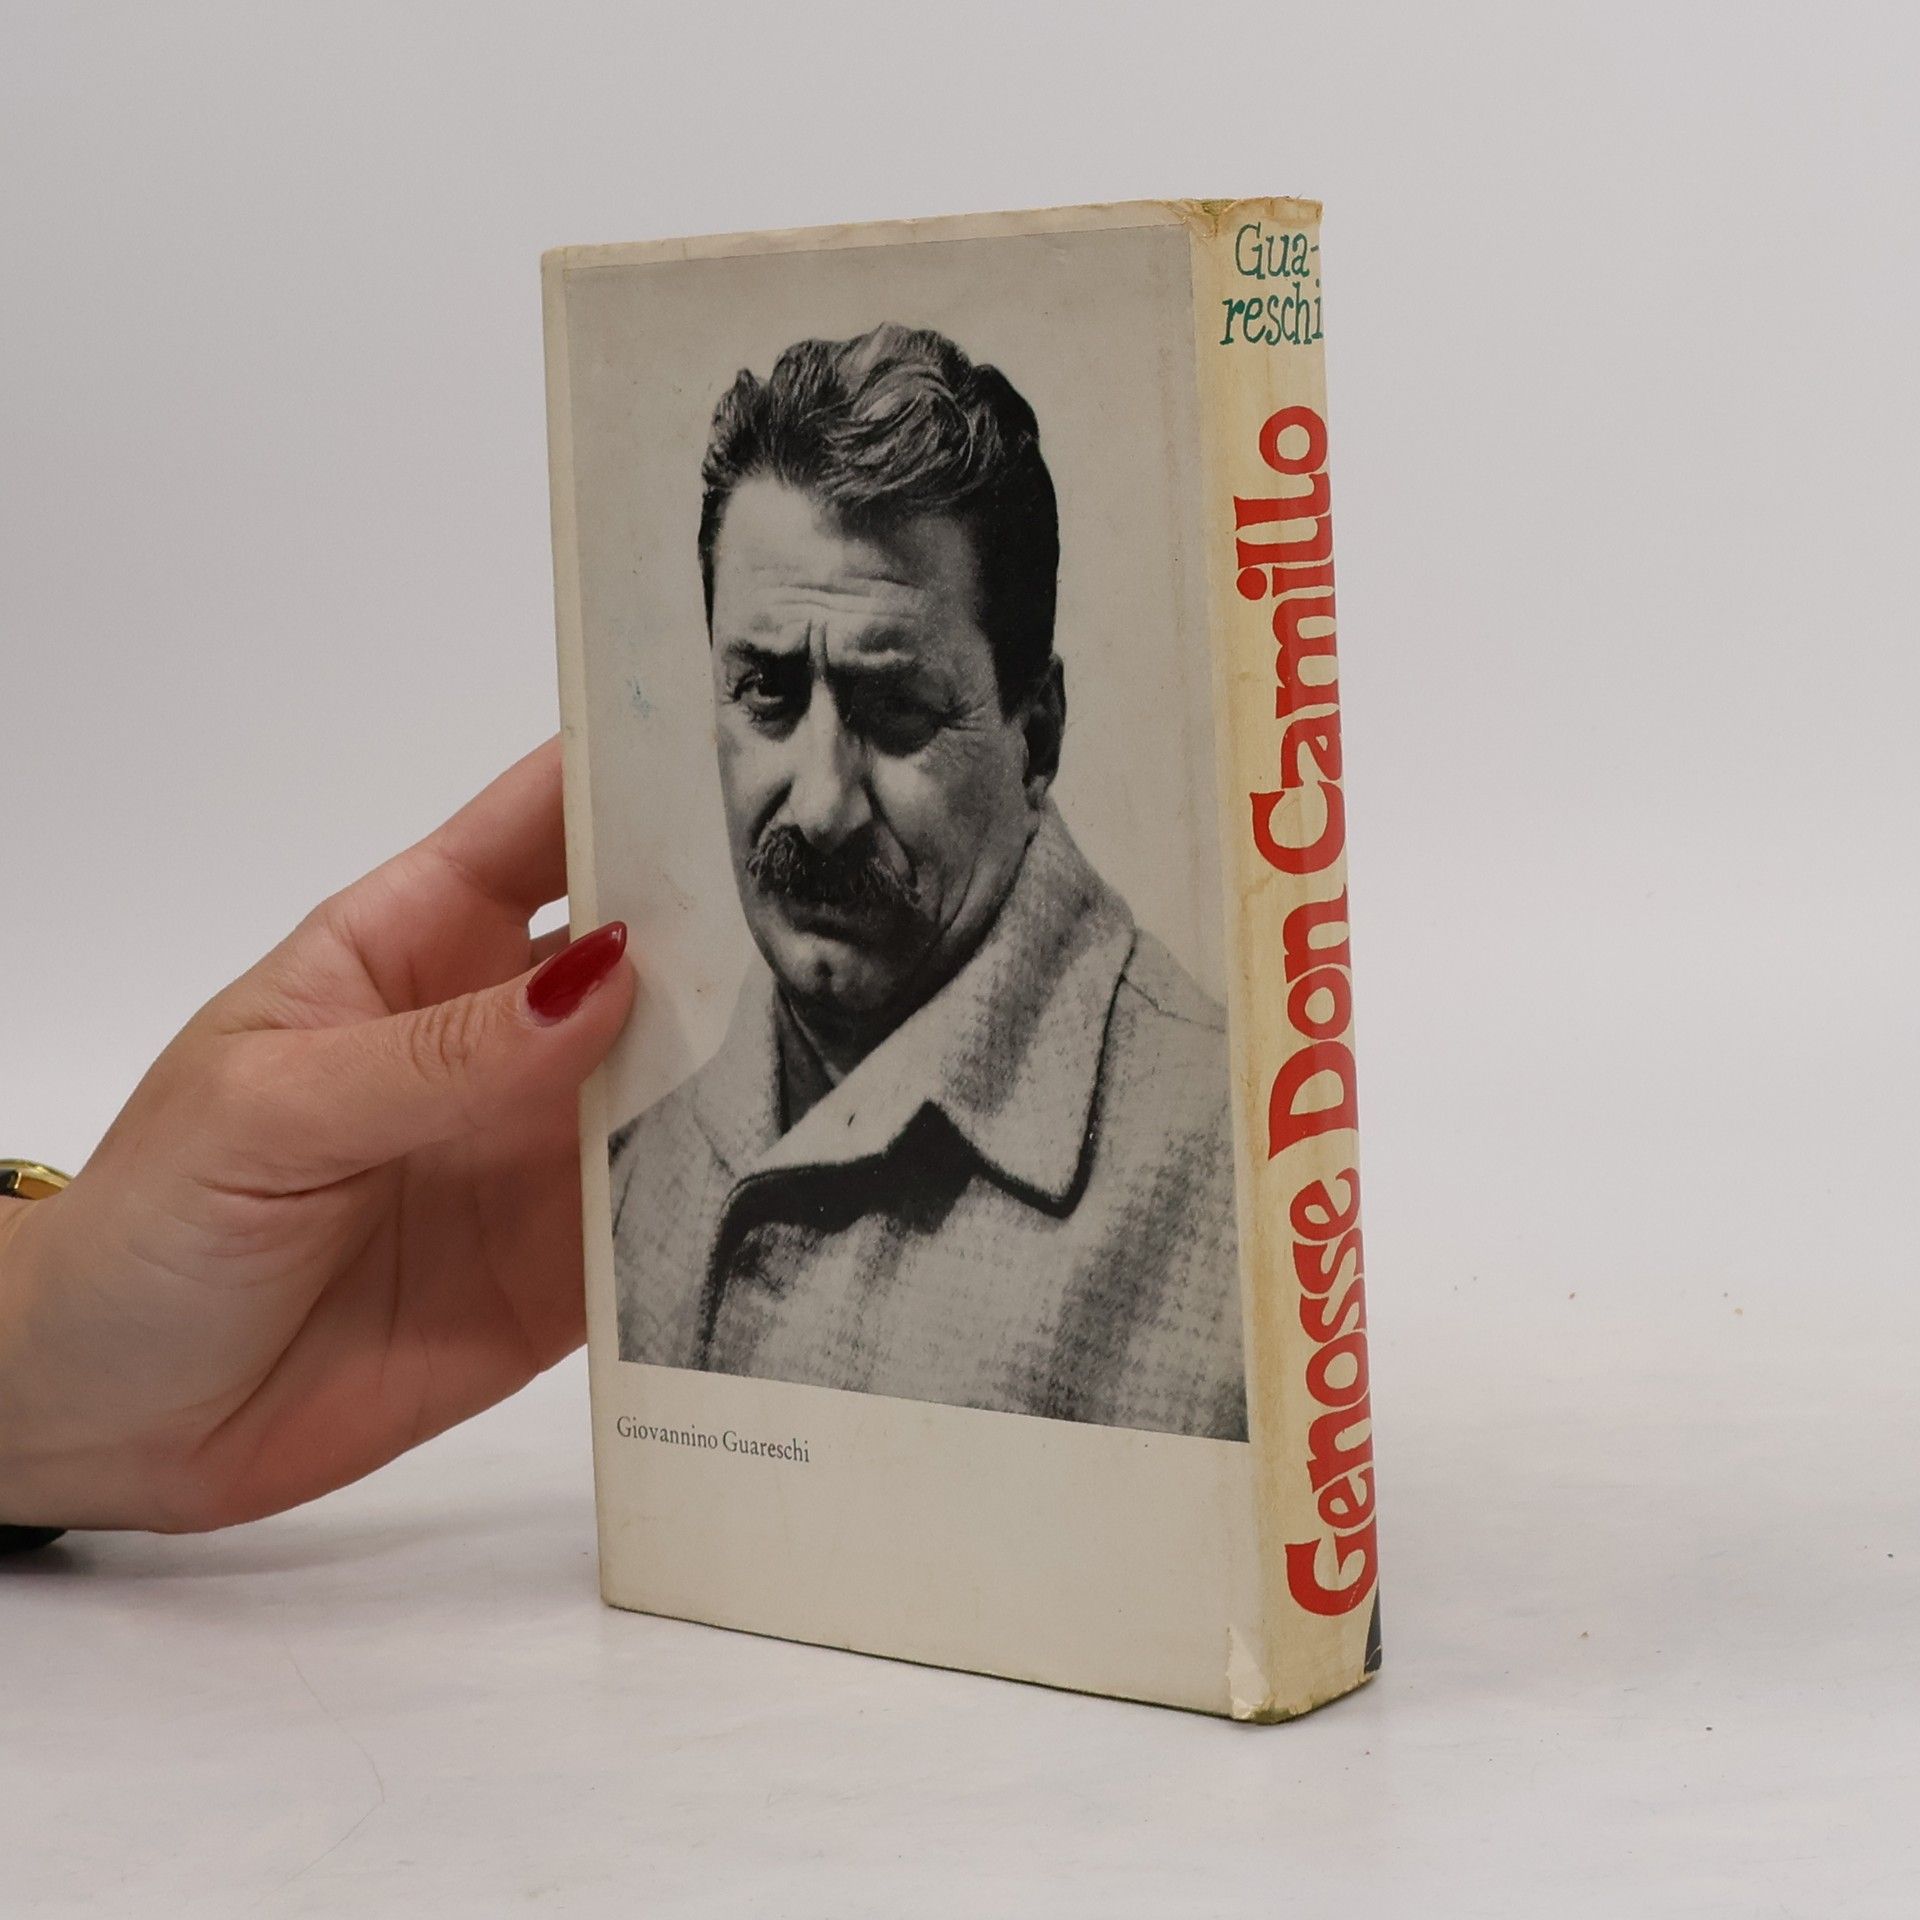 Giovannino Guareschi
Gua-
reschi
Genosse Don Camillo